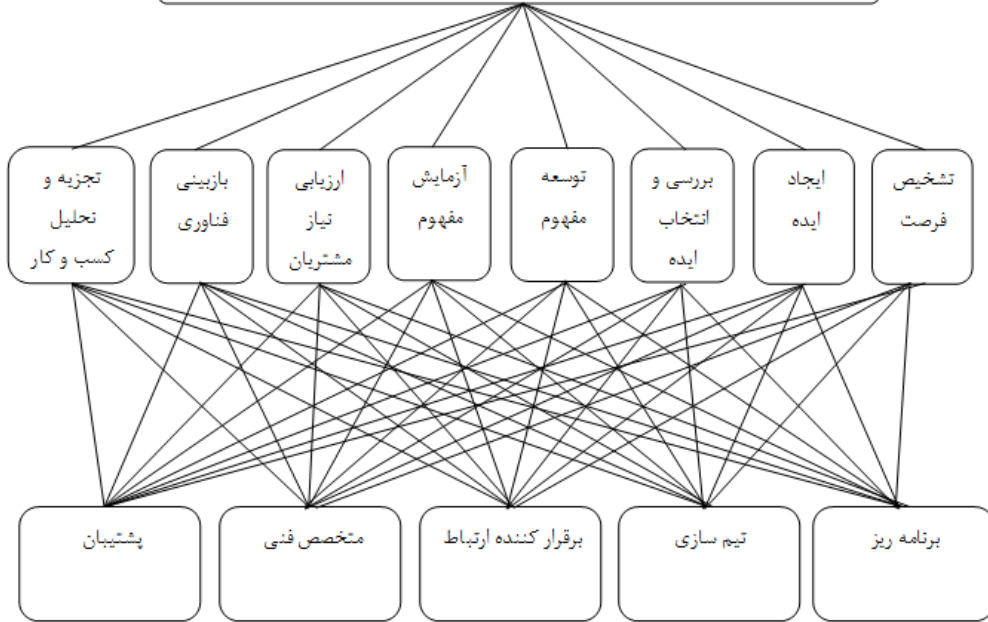 تشخیص
فرصت
ایجاد
ایده
بررسی و
انتخاب
ایده
توسعه
مفهوم
آزمایش
مفهوم
ارزیابی
نیاز
مشتریان
بازبینی
فناوری
تجزیه و
تحلیل
کسب و کار
برنامه ریز
تیم سازی
برقرار کننده ارتباط
متخصص فنی
پشتیبان